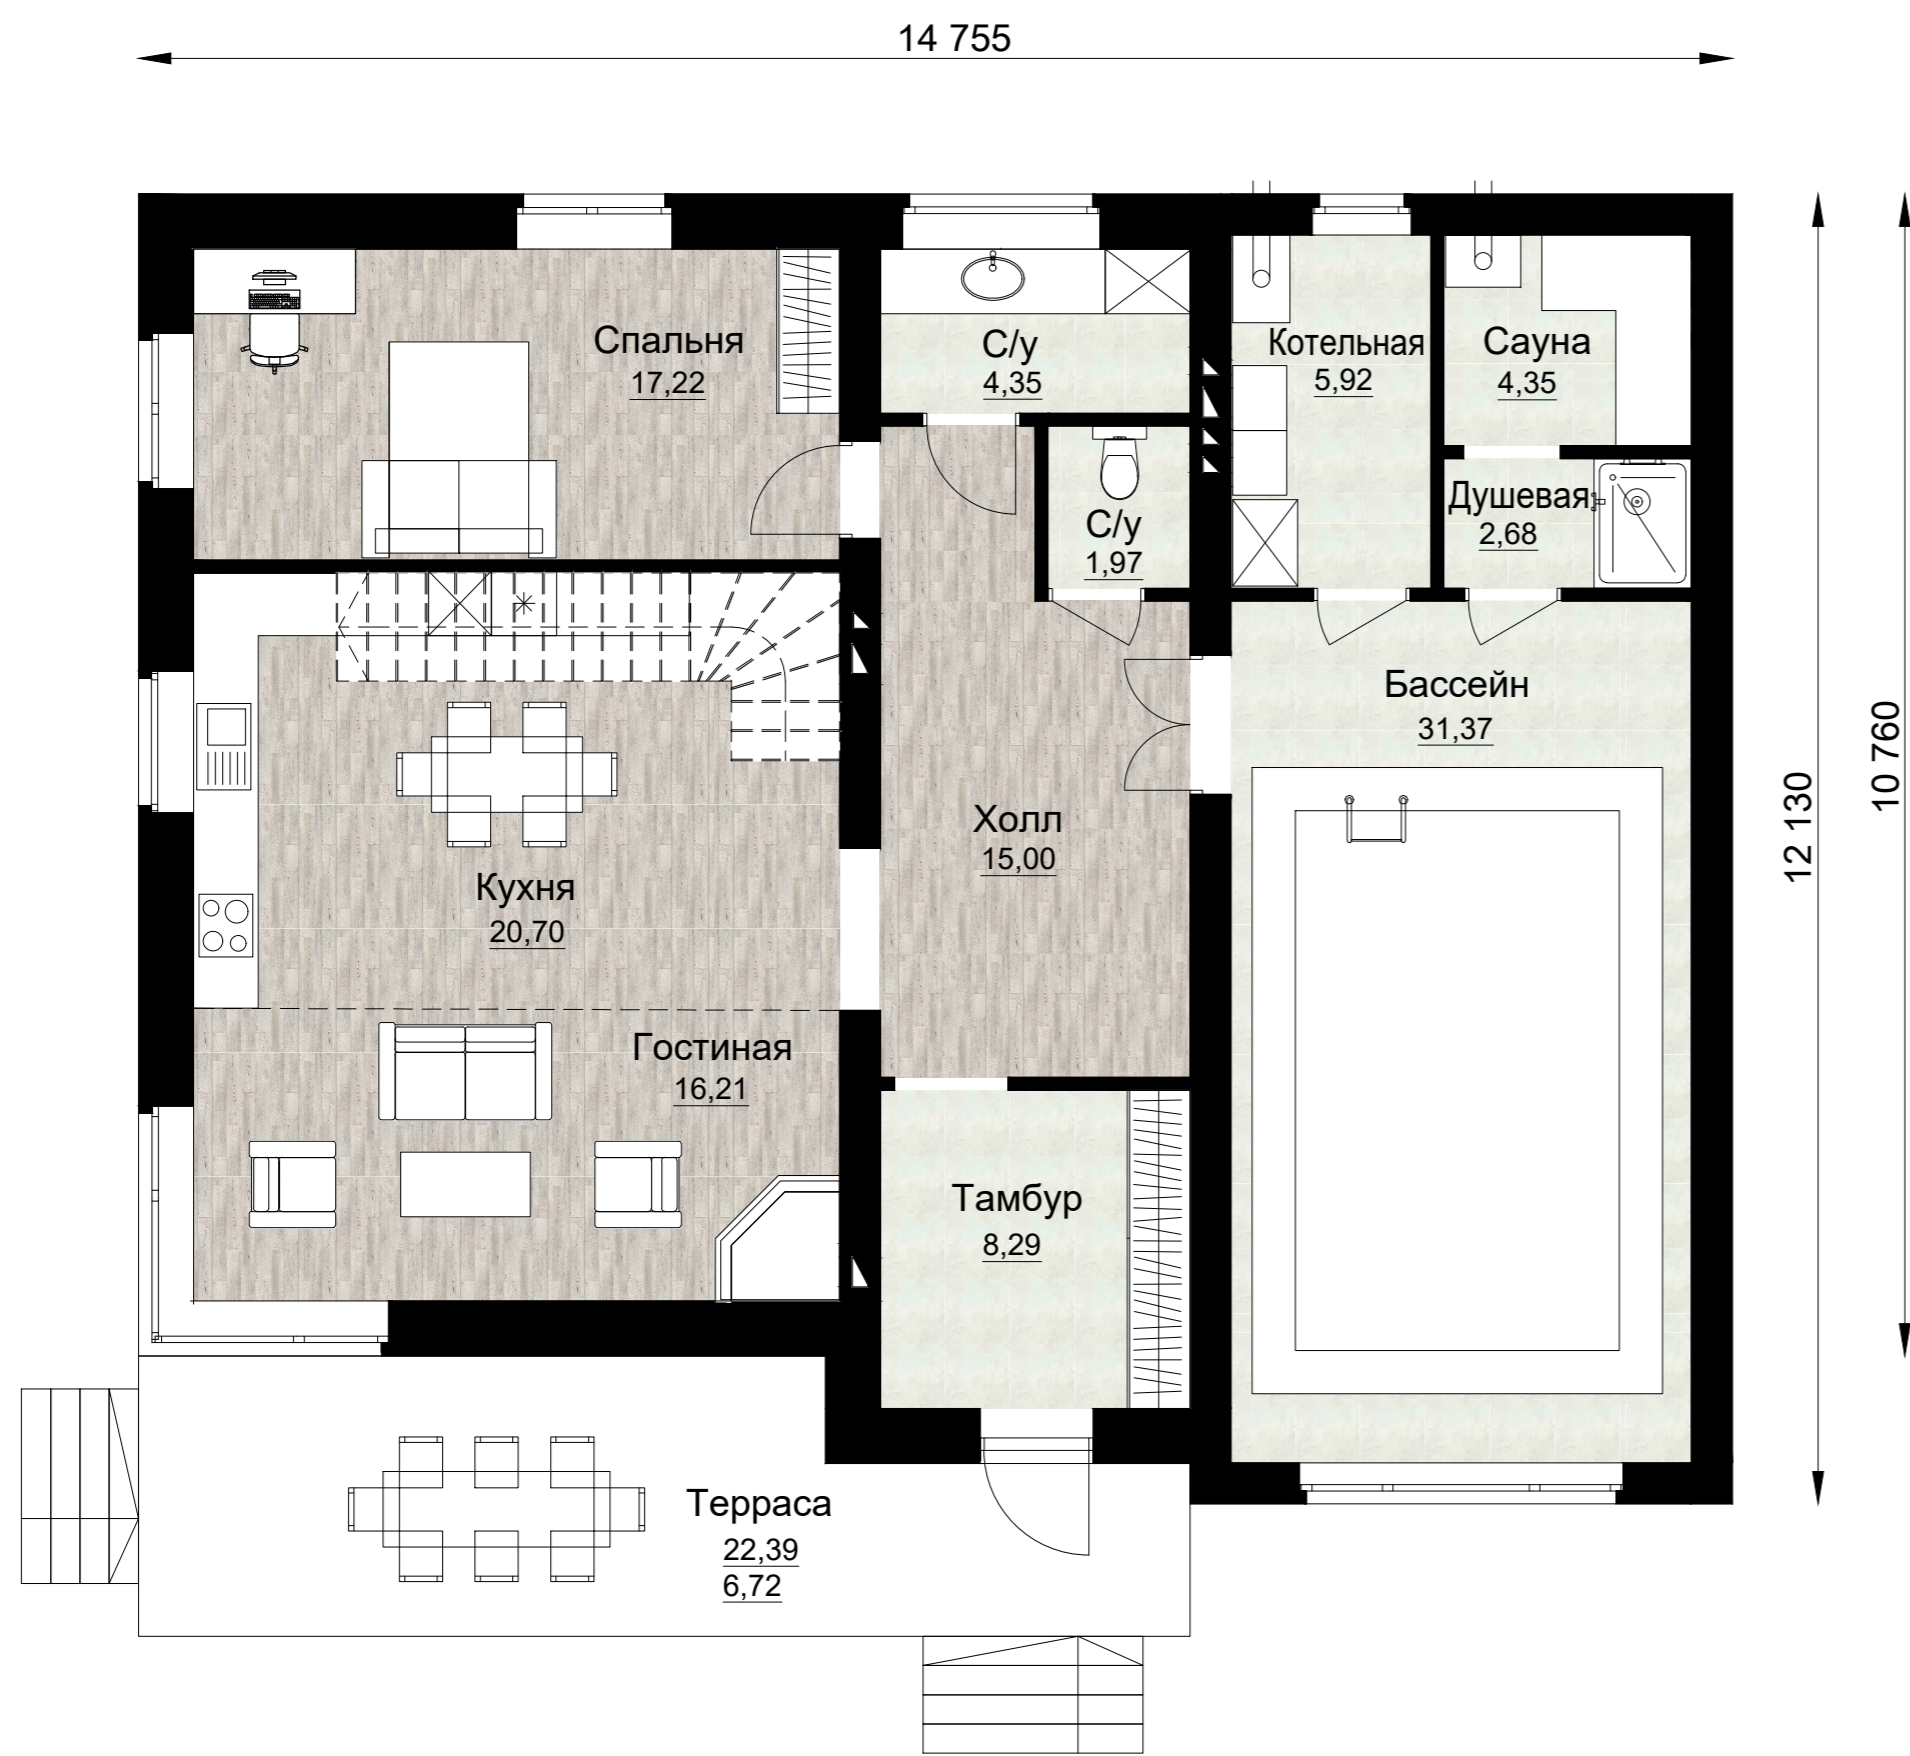 14 755
Спальня
17,22
С/у
4,35
Котельная
5,92
Сауна
4,35
Душевая
2,68
С/у
1,97
Бассейн
31,37
12 130
10 760
Холл
15,00
Кухня
20,70
Гостиная
16,21
Тамбур
8,29
Терраса
22,39
6,72